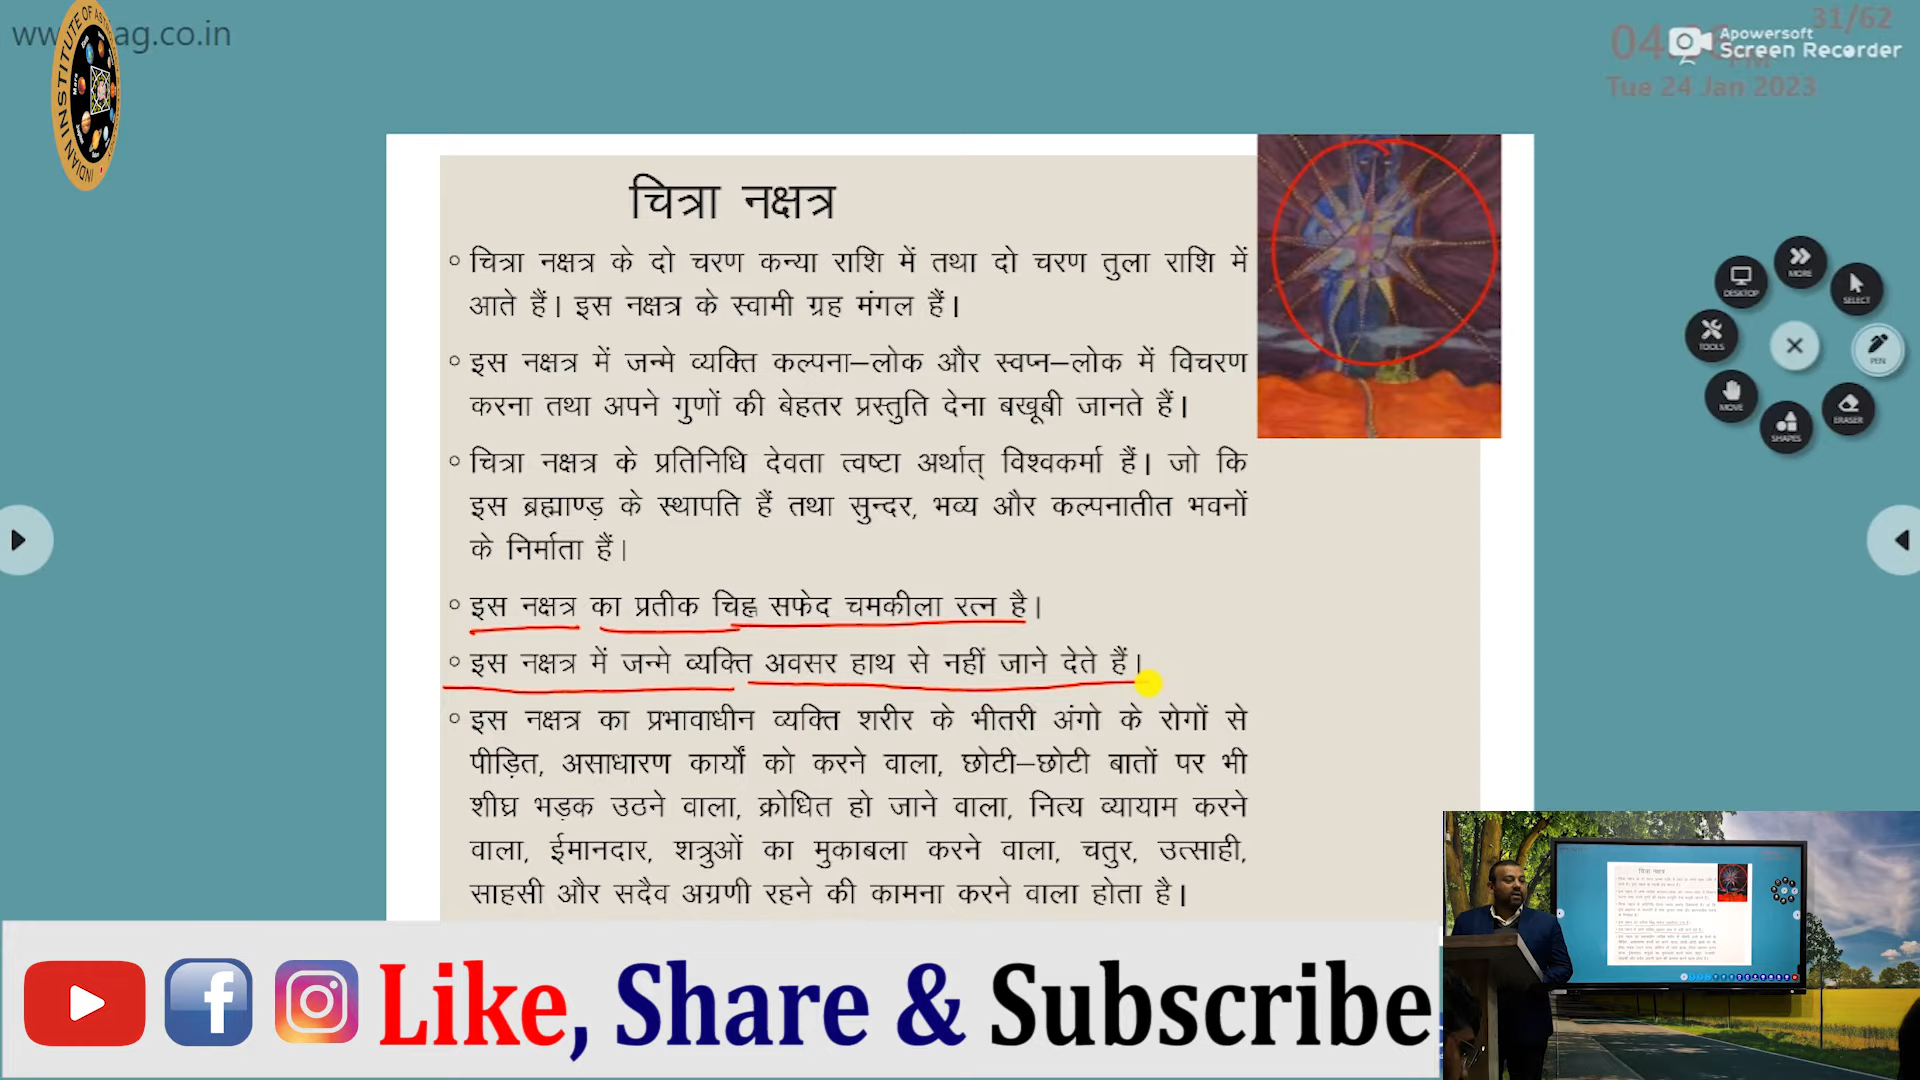 ag.co.in
INDIAN INSTITUTE OF
31/62
04
Apowersoft
Screen Recorder
Tue 24 Jan 2023
चित्रा नक्षत्र
चित्रा नक्षत्र के दो चरण कन्या राशि में तथा दो चरण तुला राशि में
आते हैं। इस नक्षत्र के स्वामी ग्रह मंगल हैं।
इस नक्षत्र में जन्मे व्यक्ति कल्पना–लोक और स्वप्न–लोक में विचरण
करना तथा अपने गुणों की बेहतर प्रस्तुति देना बखूबी जानते हैं।
चित्रा नक्षत्र के प्रतिनिधि देवता त्वष्टा अर्थात् विश्वकर्मा हैं। जो कि
इस ब्रह्माण्ड़ के स्थापति हैं तथा सुन्दर, भव्य और कल्पनातीत भवनों
के निर्माता हैं।
इस नक्षत्र का प्रतीक चिह्न सफेद चमकीला रत्न है।
इस नक्षत्र में जन्मे व्यक्ति अवसर हाथ से नहीं जाने देते हैं।
इस नक्षत्र का प्रभावाधीन व्यक्ति शरीर के भीतरी अंगो के रोगों से
पीड़ित, असाधारण कार्यों को करने वाला, छोटी–छोटी बातों पर भी
शीघ्र भड़क उठने वाला, क्रोधित हो जाने वाला, नित्य व्यायाम करने
वाला, ईमानदार, शत्रुओं का मुकाबला करने वाला, चतुर, उत्साही,
साहसी और सदैव अग्रणी रहने की कामना करने वाला होता है।
MORE
DESKTOP
SELECT
TOOLS
PEN
MOVE
ERASER
SHAPES
Like, Share & Subscribe